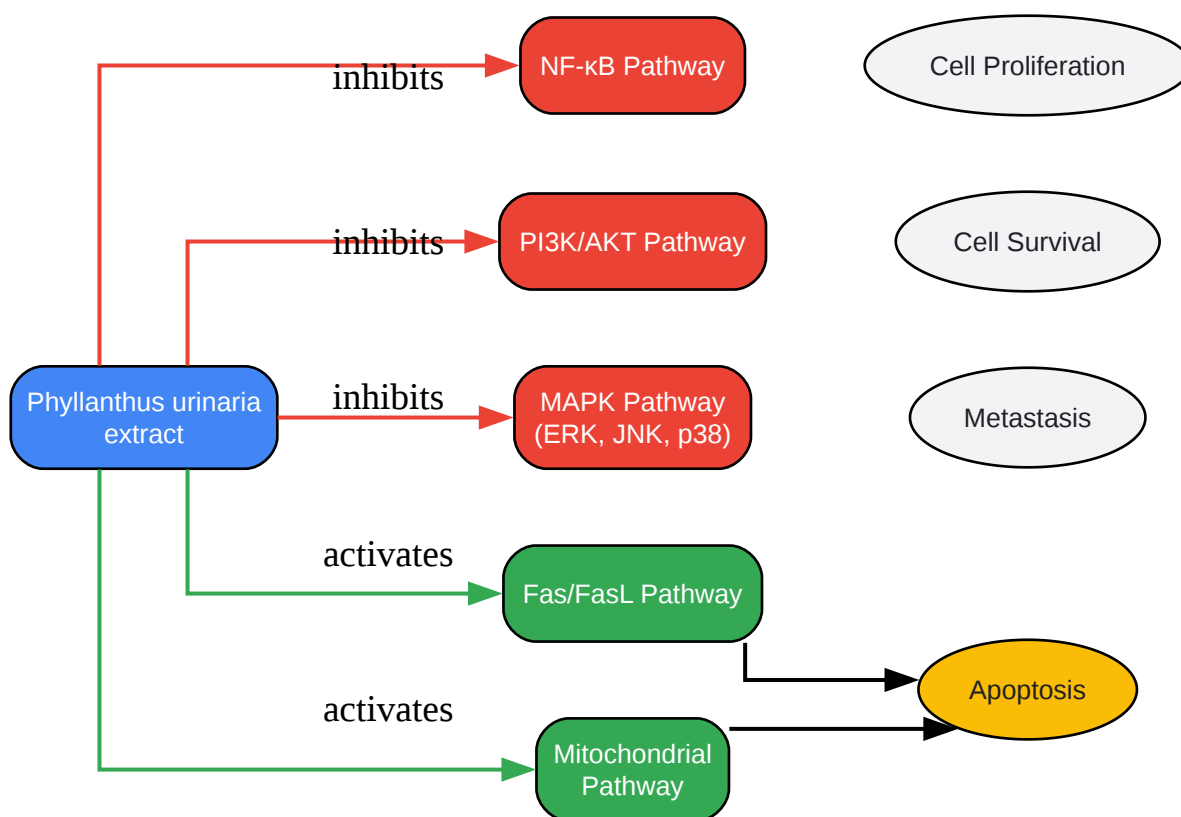 NF-κB Pathway
Cell Proliferation
inhibits
PI3K/AKT Pathway
Cell Survival
inhibits
Phyllanthus urinaria
extract
inhibits
MAPK Pathway
(ERK, JNK, p38)
Metastasis
activates
Fas/FasL Pathway
activates
Apoptosis
Mitochondrial
Pathway